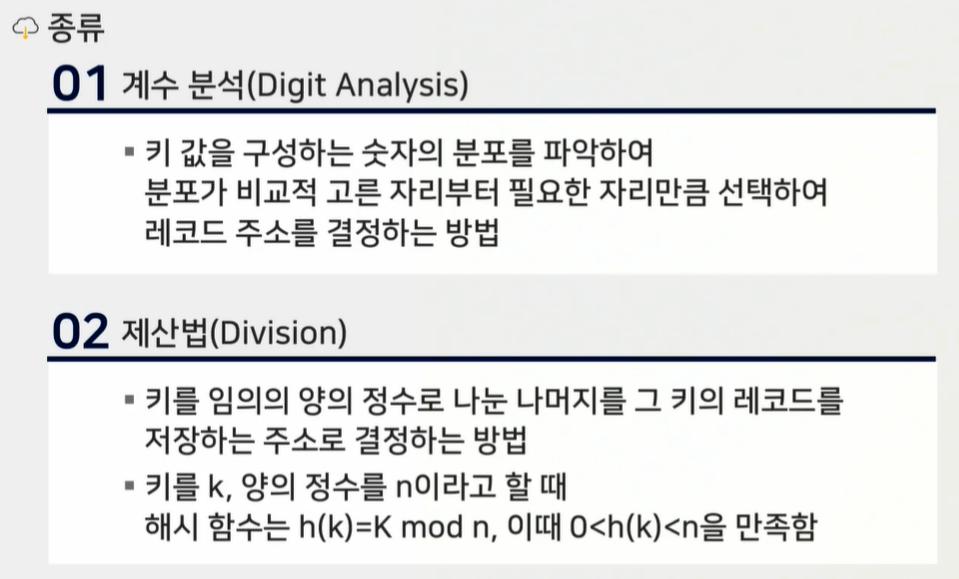 종류
01 계수 분석(Digit Analysis)
▪ 키 값을 구성하는 숫자의 분포를 파악하여
분포가 비교적 고른 자리부터 필요한 자리만큼 선택하여
레코드 주소를 결정하는 방법
02 제산법(Division)
▪ 키를 임의의 양의 정수로 나눈 나머지를 그 키의 레코드를
저장하는 주소로 결정하는 방법
▪ 키를 k, 양의 정수를 n이라고 할 때
해시 함수는 h(k)=K mod n, 이때 0<h(k)<n을 만족함